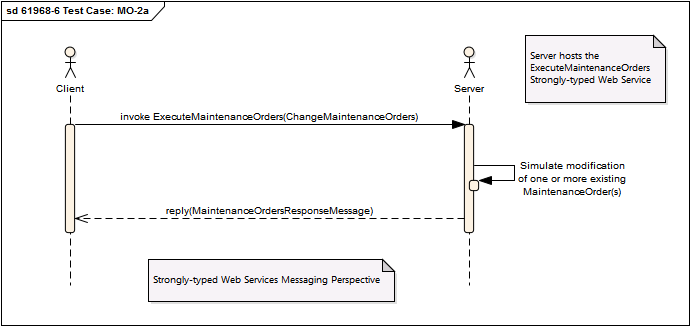 sd 61968-6 Test Case: MO-2a
Server hosts the
ExecuteMaintenanceOrders
Strongly-typed Web Service
Client
Server
invoke ExecuteMaintenanceOrders(ChangeMaintenanceOrders)
Simulate modification
of one or more existing
MaintenanceOrder(s)
reply(MaintenanceOrdersResponseMessage)
Strongly-typed Web Services Messaging Perspective